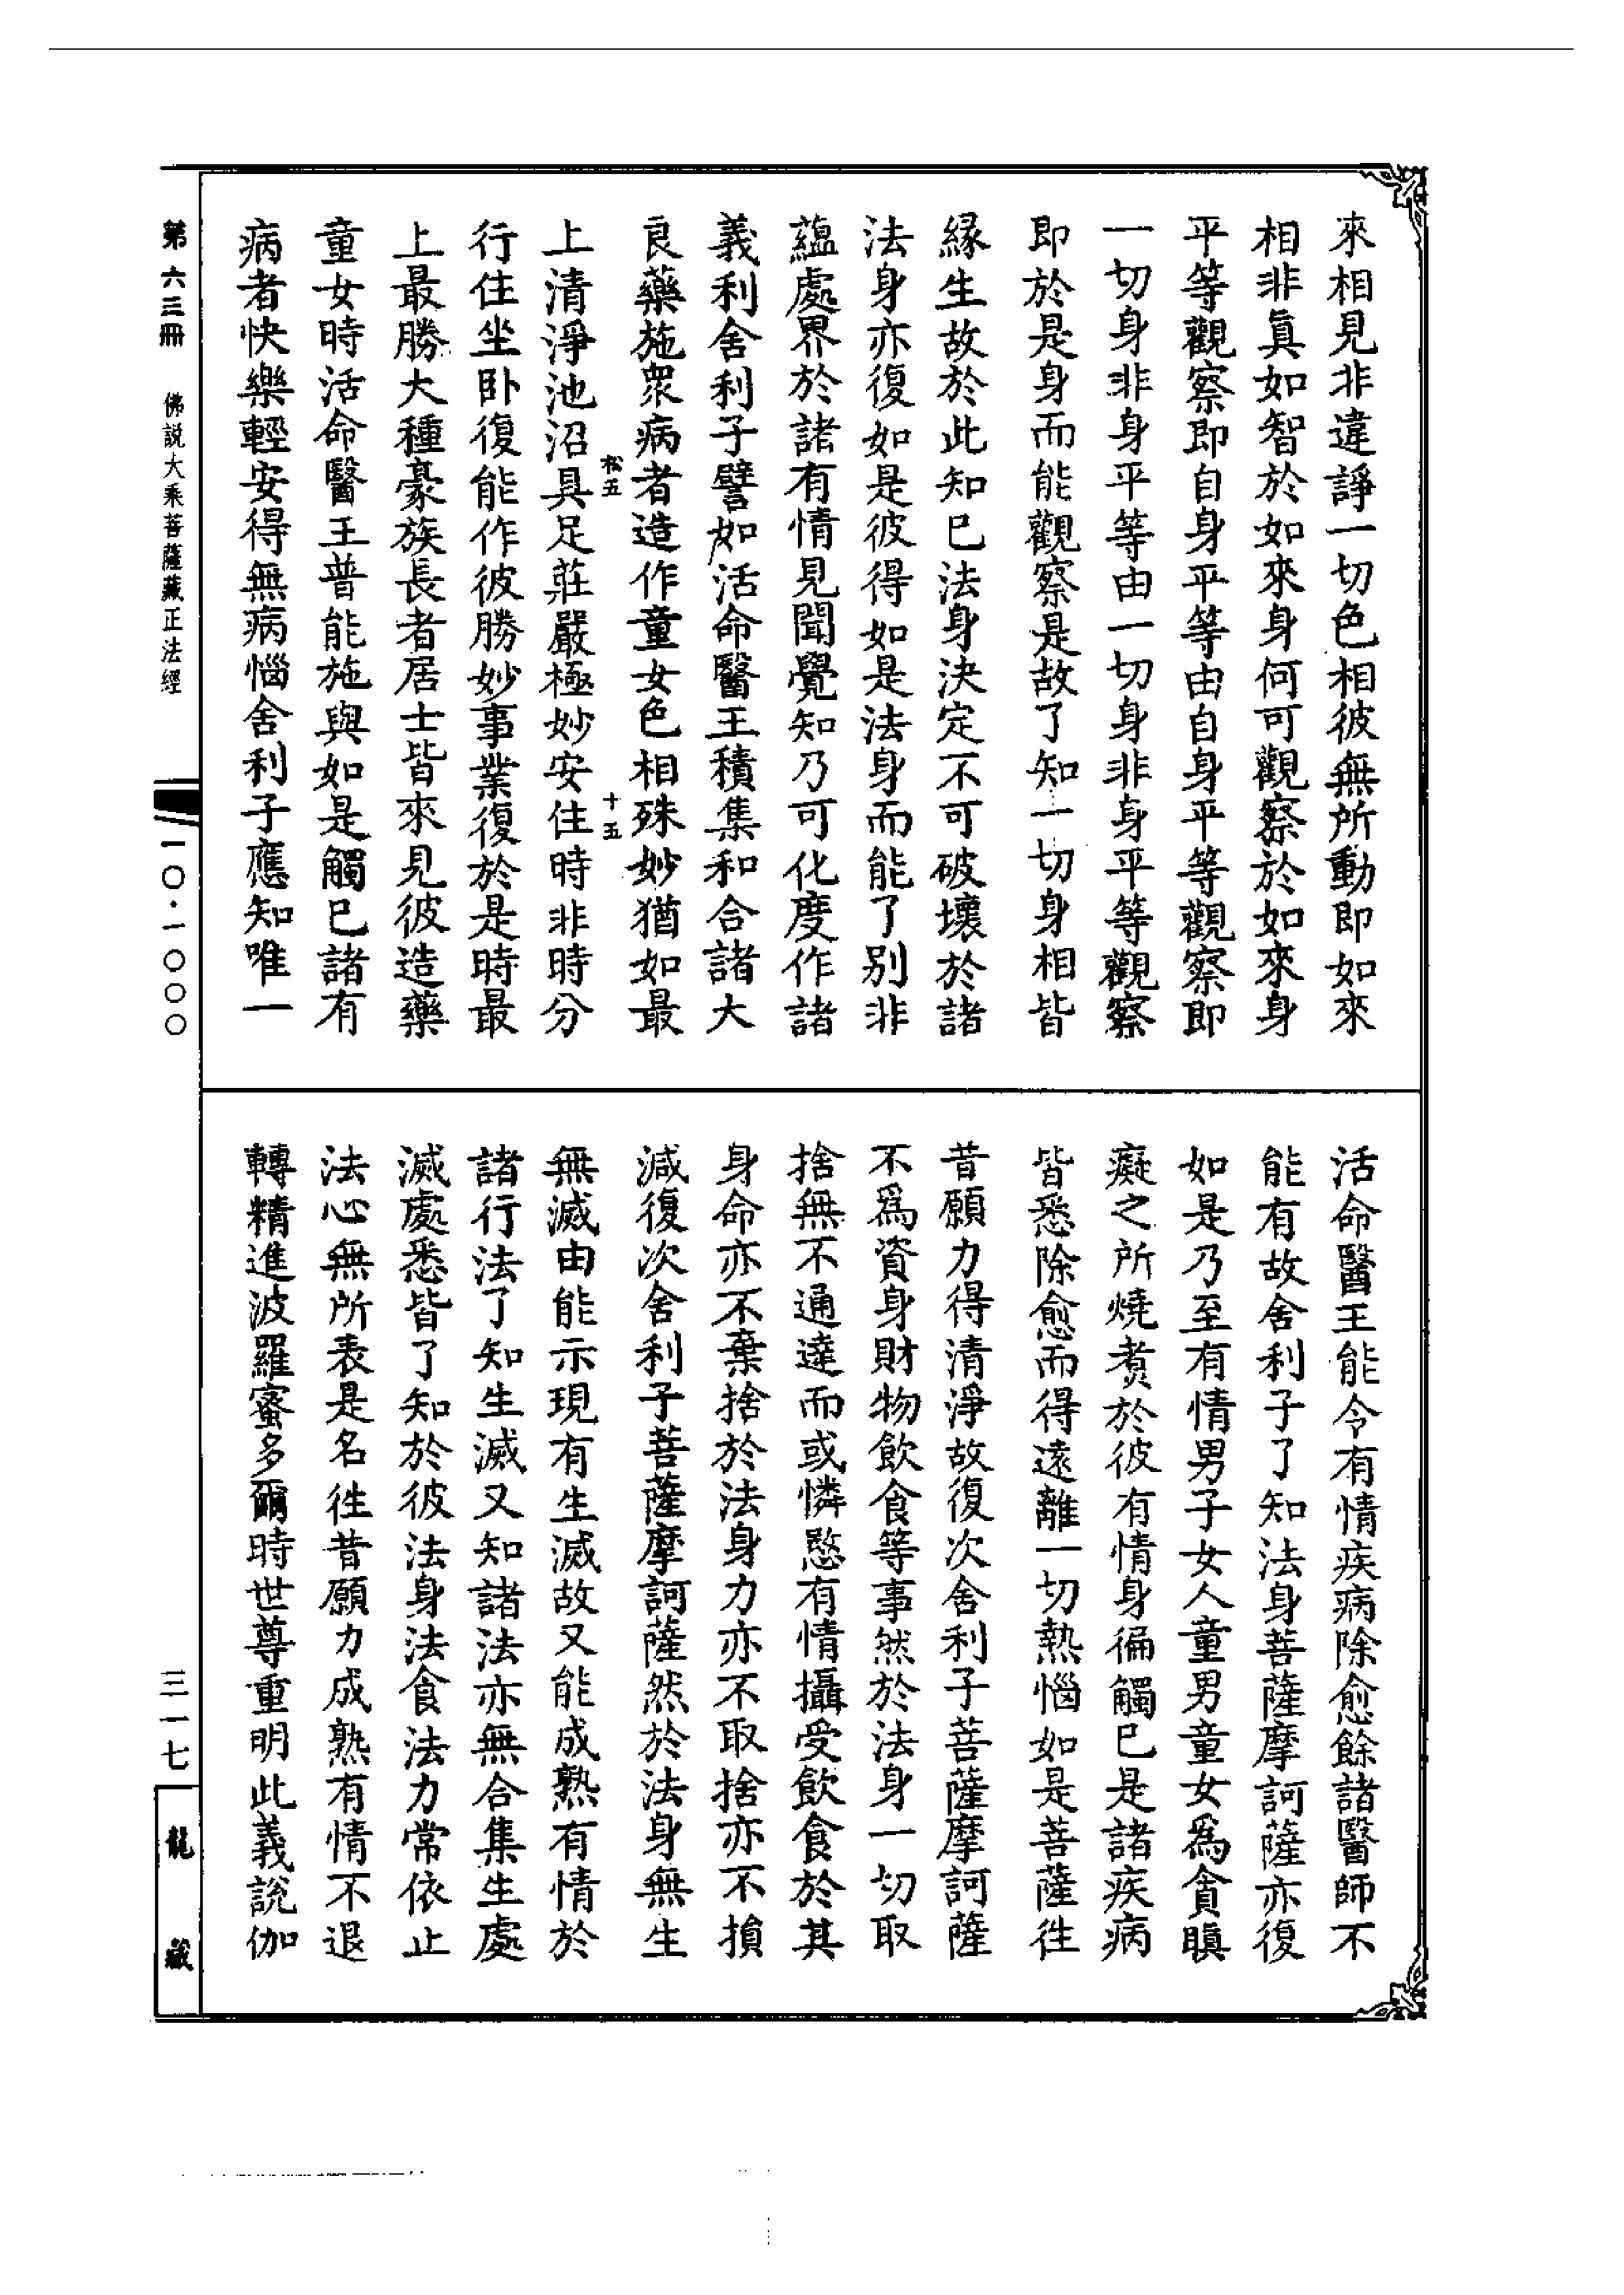 來相見非違諍一切色相彼無所動即如來
相非眞如智於如來身何可觀察於如來身
平等觀察即自身平等由自身平等觀察即
一切身非身平等由一切身非身平等觀察
即於是身而能觀察是故了知一切身相皆
緣生故於此知已法身決定不可破壞於諸
法身亦復如是彼得如是法身而能了別非
蘊處界於諸有情見聞覺知乃可化度作諸
義利舍利子譬如活命醫王積集和合諸大
良藥施衆病者造作童女色相殊妙猶如最
松五
十五
上清淨池沼具足莊嚴極妙安住時非時分
行住坐卧復能作彼勝妙事業復於是時最
上最勝大種豪族長者居士皆來見彼造藥
童女時活命醫王普能施與如是觸已諸有
病者快樂輕安得無病惱舍利子應知唯一
活命醫王能令有情疾病除愈餘諸醫師不
能有故舍利子了知法身菩薩摩訶薩亦復
如是乃至有情男子女人童男童女爲貪瞋
癡之所燒煑於彼有情身徧觸已是諸疾病
皆悉除愈而得遠離一切熱惱如是菩薩徃
昔願力得清淨故復次舍利子菩薩摩訶薩
不爲資身財物飲食等事然於法身一切取
捨無不通達而或憐愍有情攝受飲食於其
身命亦不棄捨於法身力亦不取捨亦不損
減復次舍利子菩薩摩訶薩然於法身無生
無滅由能示現有生滅故又能成熟有情於
諸行法了知生滅又知諸法亦無合集生處
滅處悉皆了知於彼法身法食法力常依止
法心無所表是名徃昔願力成熟有情不退
轉精進波羅蜜多爾時世尊重明此義說伽
第六三冊 佛説大乘菩薩藏正法經 一〇·一〇〇〇 三一七 龍藏